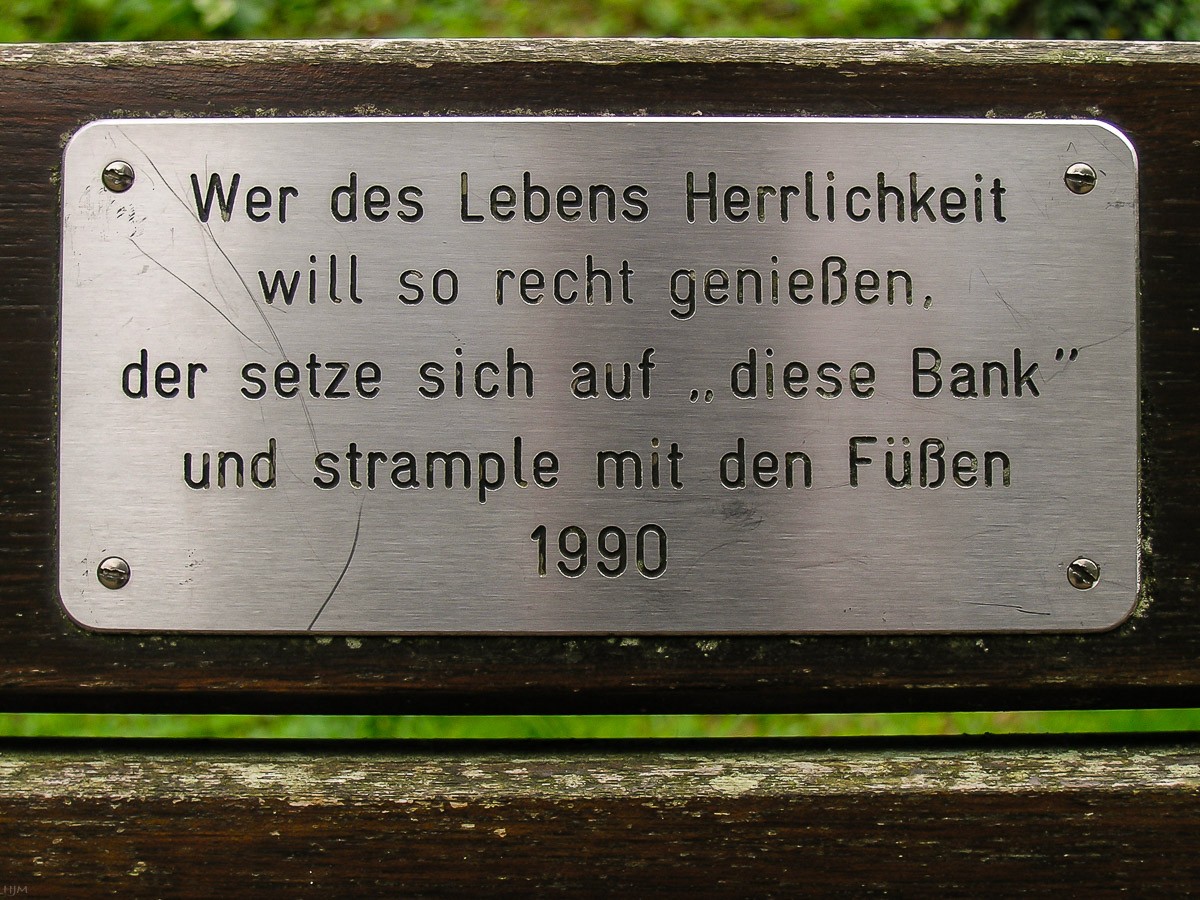 Wer des Lebens Herrlichkeit
will so recht genießen,
der setze sich auf „diese Bank”
und strample mit den Füßen
1990
HJM